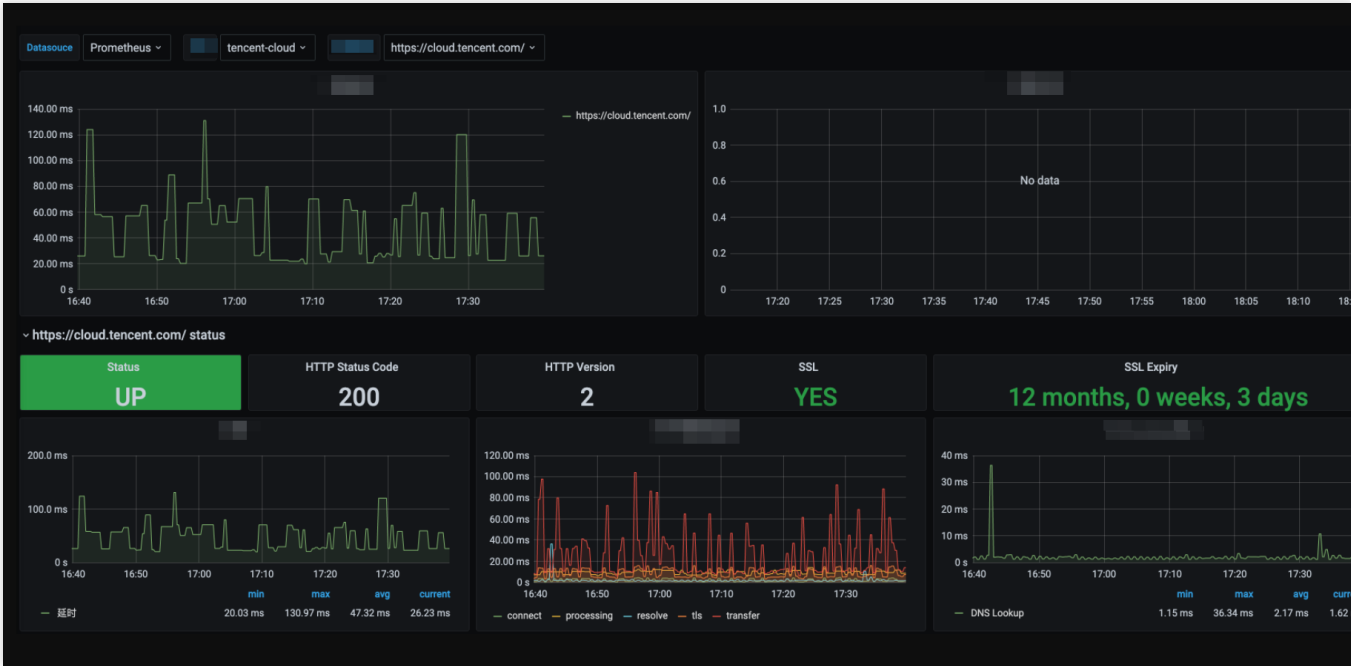 Datasouce Prometheus tencent-cloud https://cloud.tencent.com/
140.00 ms
120.00 ms
100.00 ms
80.00 ms
60.00 ms
40.00 ms
20.00 ms
0 s
16:40 16:50 17:00 17:10 17:20 17:30
https://cloud.tencent.com/
1.0
0.8
0.6
0.4
0.2
0
No data
17:20 17:25 17:30 17:35 17:40 17:45 17:50 17:55 18:00 18:05 18:10 18:
https://cloud.tencent.com/ status
Status
UP
HTTP Status Code
200
HTTP Version
2
SSL
YES
SSL Expiry
12 months, 0 weeks, 3 days
200.0 ms
100.0 ms
0 s
16:40 16:50 17:00 17:10 17:20 17:30
min max avg current
延时 20.03 ms 130.97 ms 47.32 ms 26.23 ms
120.00 ms
100.00 ms
80.00 ms
60.00 ms
40.00 ms
20.00 ms
0 s
16:40 16:50 17:00 17:10 17:20 17:30
connect processing resolve tls transfer
40 ms
30 ms
20 ms
10 ms
0 s
16:40 16:50 17:00 17:10 17:20 17:30
min max avg curr
DNS Lookup 1.15 ms 36.34 ms 2.17 ms 1.62